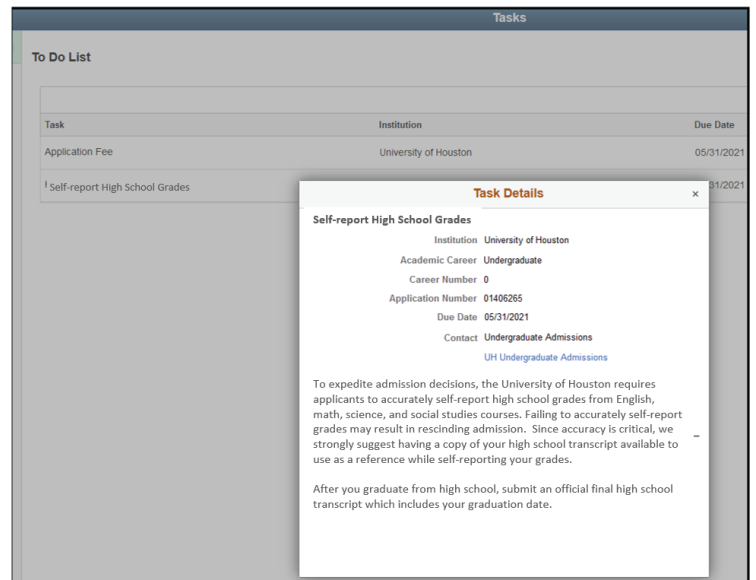 Tasks
To Do List
Task Institution Due Date
Application Fee University of Houston 05/31/2021
Self-report High School Grades 31/2021
Task Details ×
Self-report High School Grades
Institution University of Houston
Academic Career Undergraduate
Career Number 0
Application Number 01406265
Due Date 05/31/2021
Contact Undergraduate Admissions
UH Undergraduate Admissions
To expedite admission decisions, the University of Houston requires
applicants to accurately self-report high school grades from English,
math, science, and social studies courses. Failing to accurately self-report
grades may result in rescinding admission. Since accuracy is critical, we
strongly suggest having a copy of your high school transcript available to
use as a reference while self-reporting your grades.
After you graduate from high school, submit an official final high school
transcript which includes your graduation date.